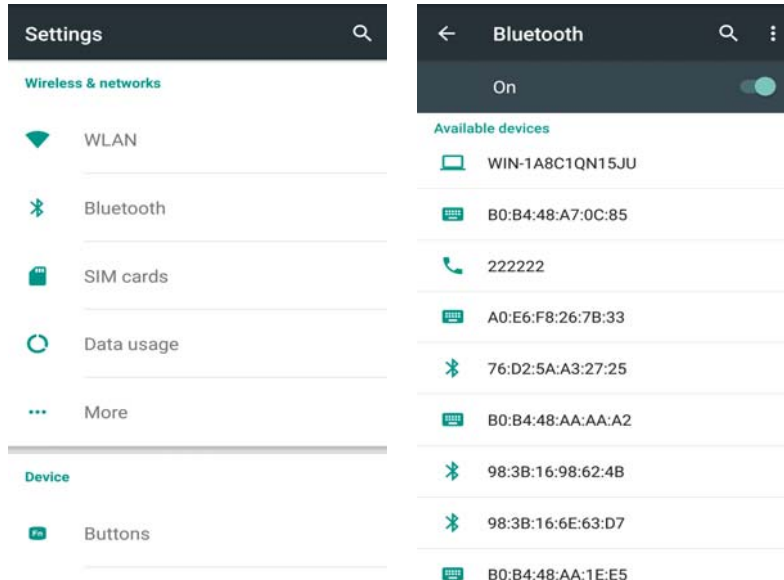 Settings
Wireless & networks
WLAN
Bluetooth
SIM cards
Data usage
More
Device
Fn
Buttons
Bluetooth
On
Available devices
WIN-1A8C1QN15JU
B0:B4:48:A7:0C:85
222222
A0:E6:F8:26:7B:33
76:D2:5A:A3:27:25
B0:B4:48:AA:AA:A2
98:3B:16:98:62:4B
98:3B:16:6E:63:D7
B0:B4:48:AA:1E:E5